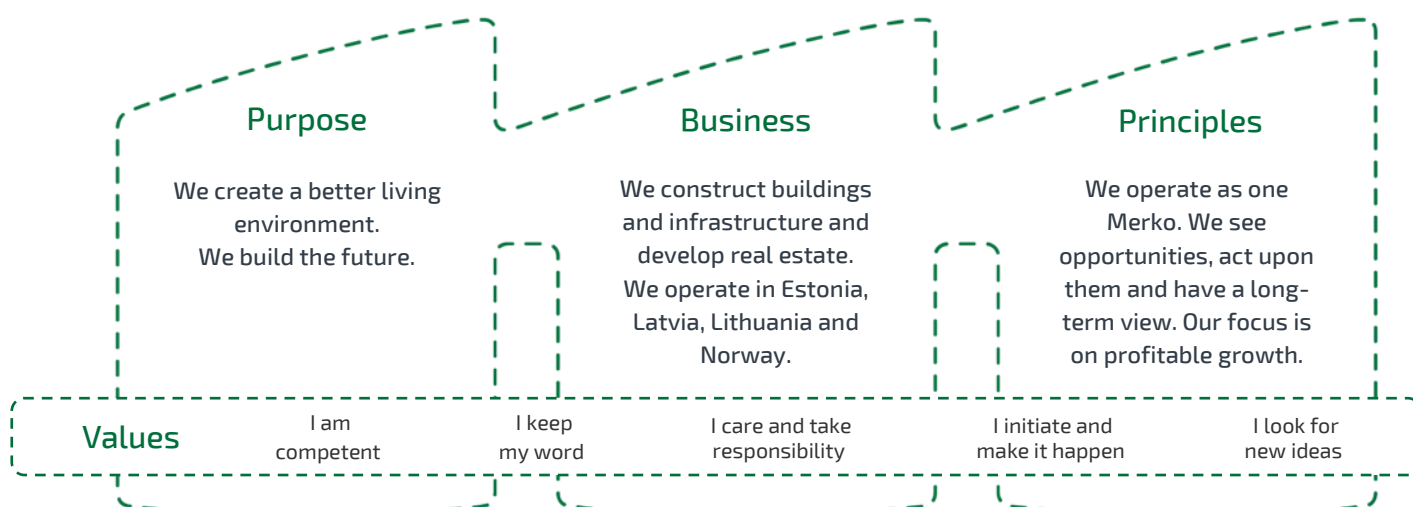 Purpose
We create a better living
environment.
We build the future.
Business
We construct buildings
and infrastructure and
develop real estate.
We operate in Estonia,
Latvia, Lithuania and
Norway.
Principles
We operate as one
Merko. We see
opportunities, act upon
them and have a long-
term view. Our focus is
on profitable growth.
Values
I am
competent
I keep
my word
I care and take
responsibility
I initiate and
make it happen
I look for
new ideas